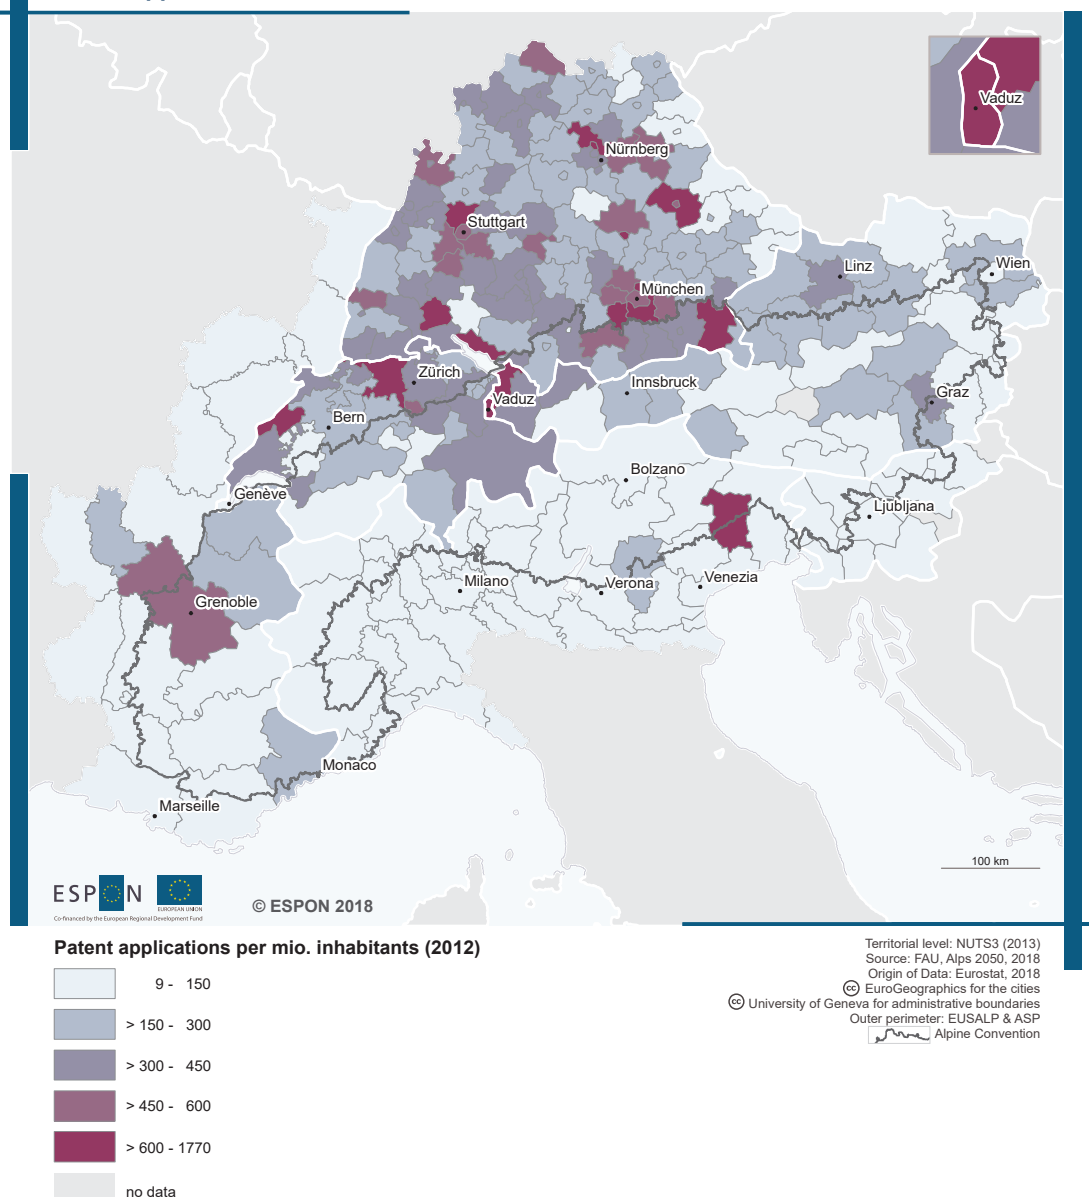 Vaduz
Nürnberg
Stuttgart
Linz
Wien
München
Zürich
Innsbruck
Vaduz
Graz
Bern
Bolzano
Genève
Ljubljana
Milano
Verona
Venezia
Grenoble
Monaco
Marseille
100 km
ESPON
EUROPEAN UNION
Co-financed by the European Regional Development Fund
© ESPON 2018
Patent applications per mio. inhabitants (2012)
9 - 150
> 150 - 300
> 300 - 450
> 450 - 600
> 600 - 1770
no data
Territorial level: NUTS3 (2013)
Source: FAU, Alps 2050, 2018
Origin of Data: Eurostat, 2018
cc EuroGeographics for the cities
cc University of Geneva for administrative boundaries
Outer perimeter: EUSALP & ASP
Alpine Convention